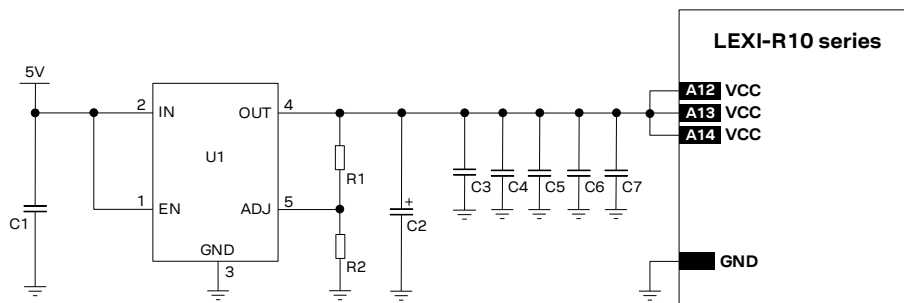 LEXI-R10 series
5V
A12 VCC
2 IN OUT 4
A13 VCC
A14 VCC
U1
R1
C3 C4 C5 C6 C7
1 EN ADJ 5
+
C1
C2
GND
R2
3
GND